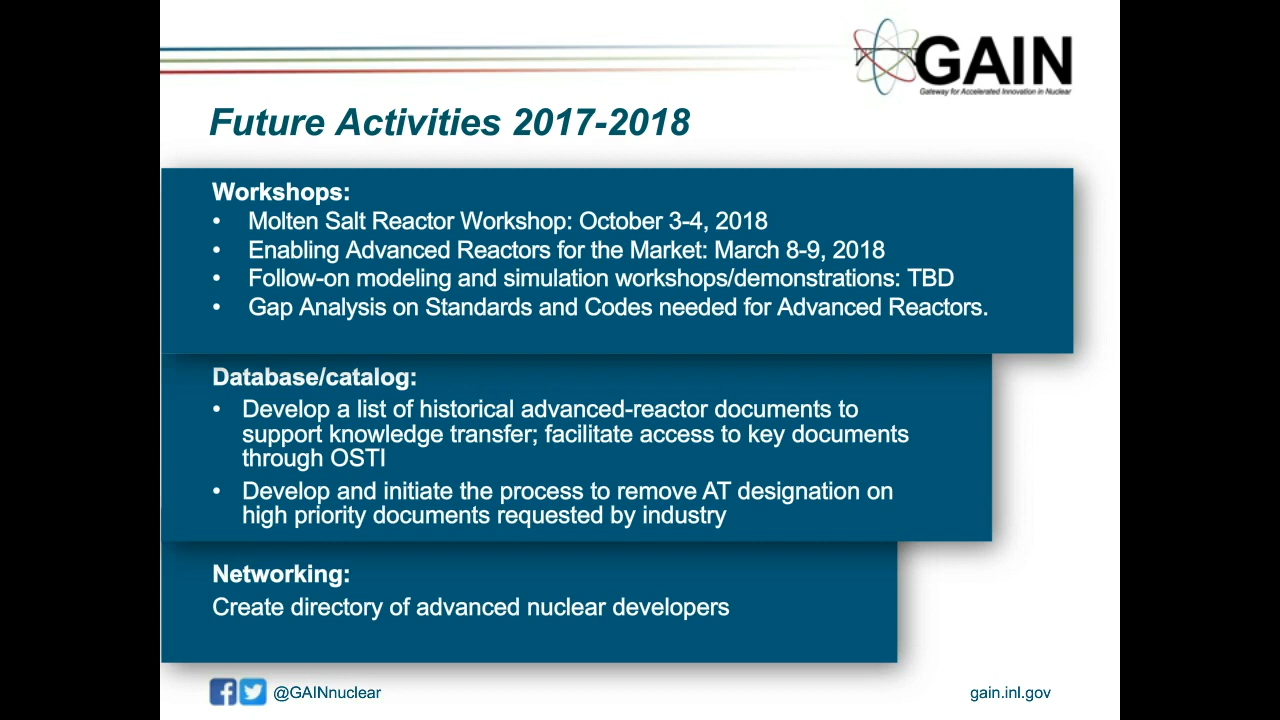 GAIN
Gateway for Accelerated Innovation in Nuclear
Future Activities 2017-2018
Workshops:
• Molten Salt Reactor Workshop: October 3-4, 2018
• Enabling Advanced Reactors for the Market: March 8-9, 2018
• Follow-on modeling and simulation workshops/demonstrations: TBD
• Gap Analysis on Standards and Codes needed for Advanced Reactors.
Database/catalog:
• Develop a list of historical advanced-reactor documents to
support knowledge transfer; facilitate access to key documents
through OSTI
• Develop and initiate the process to remove AT designation on
high priority documents requested by industry
Networking:
Create directory of advanced nuclear developers
@GAINnuclear
gain.inl.gov